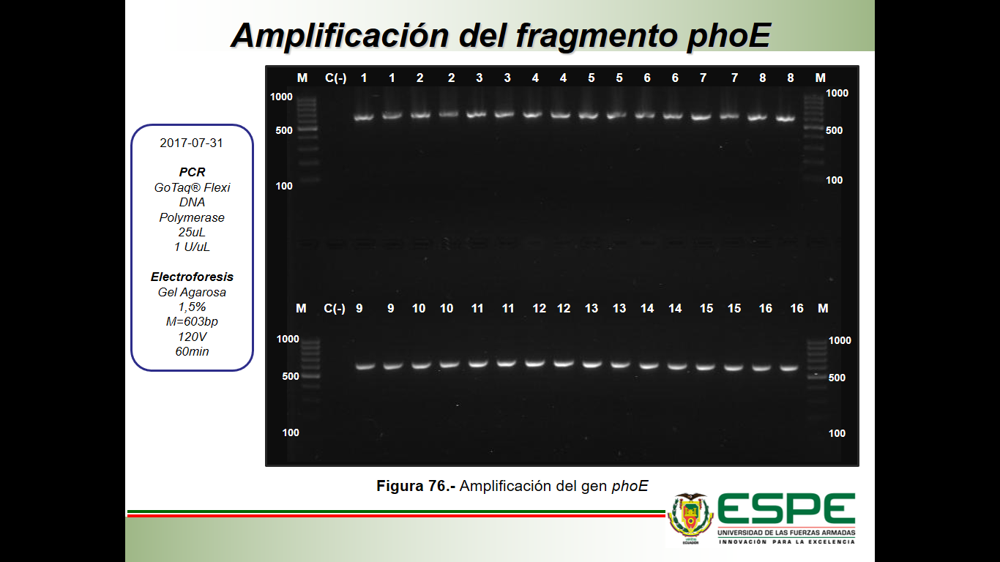 Amplificación del fragmento phoE
2017-07-31
PCR
GoTaq® Flexi
DNA
Polymerase
25uL
1 U/uL
Electroforesis
Gel Agarosa
1,5%
M=603bp
120V
60min
M C(-) 1 1 2 2 3 3 4 4 5 5 6 6 7 7 8 8 M
1000 1000
500 500
100 100
M C(-) 9 9 10 10 11 11 12 12 13 13 14 14 15 15 16 16 M
1000 1000
500 500
100 100
Figura 76.- Amplificación del gen phoE
ESPE
UNIVERSIDAD DE LAS FUERZAS ARMADAS
INNOVACIÓN PARA LA EXCELENCIA
ECUADOR